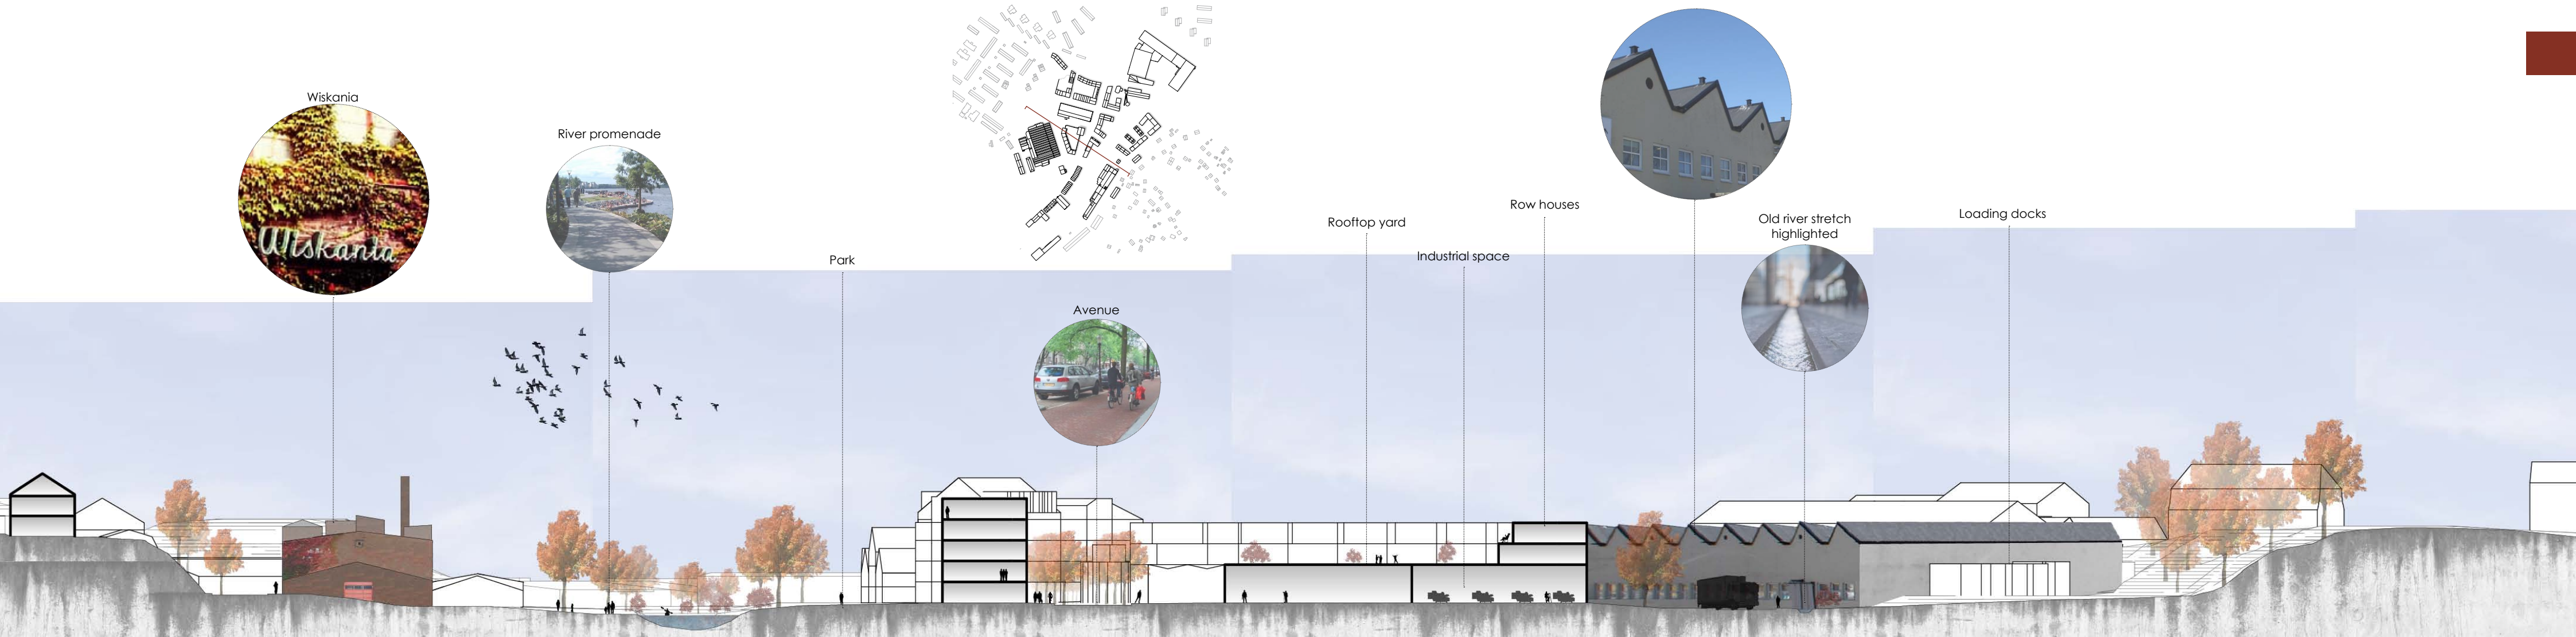 Wiskania
Wiskania
River promenade
Park
Avenue
Rooftop yard
Industrial space
Row houses
Old river stretch
highlighted
Loading docks